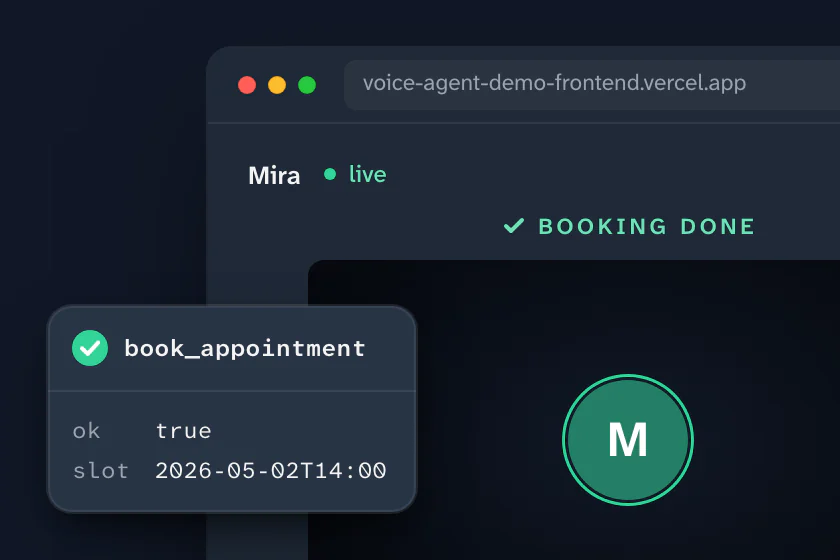 voice-agent-demo-frontend.vercel.app
Mira live
BOOKING DONE
book_appointment
ok true
slot 2026-05-02T14:00
M